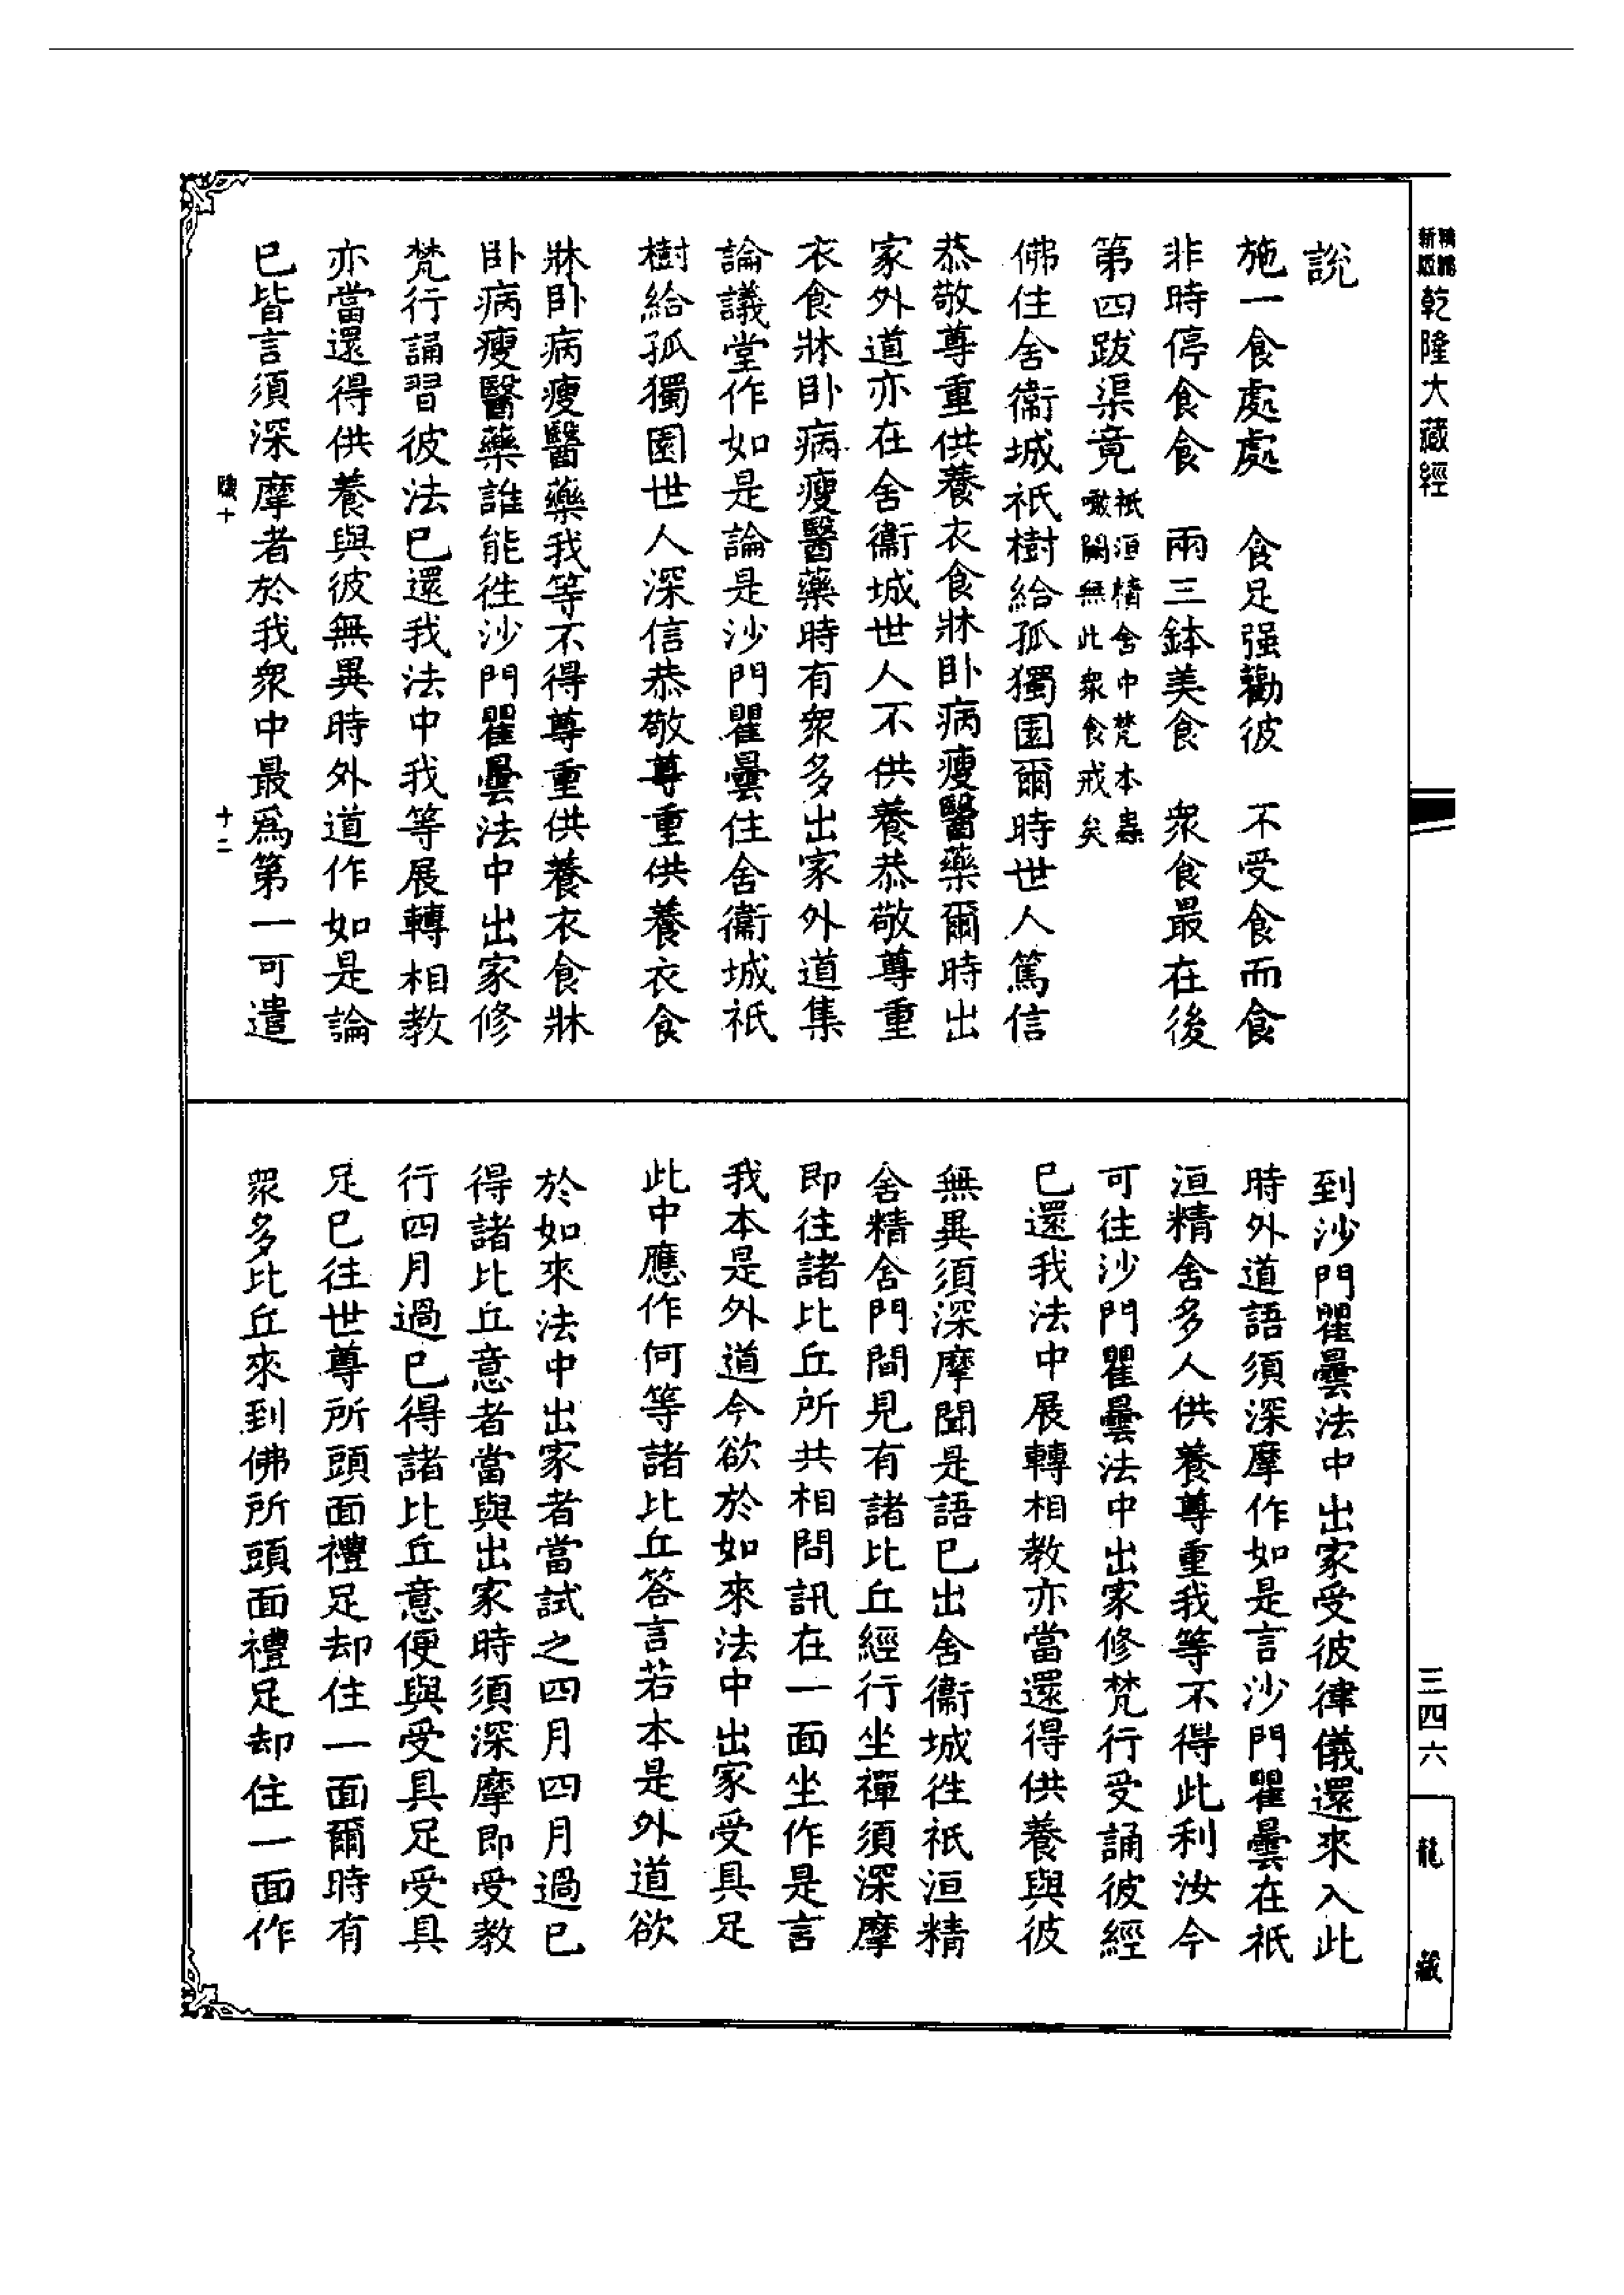 乾隆大藏經
說
施一食處處　食足强勸彼　不受食而食
非時停食食　兩三鉢美食　衆食最在後
第四跋渠竟祇洹精舍中梵本蟲噉闕無此衆食戒矣
佛住舍衛城祇樹給孤獨園爾時世人篤信
恭敬尊重供養衣食牀卧病瘦醫藥爾時出
家外道亦在舍衛城世人不供養恭敬尊重
衣食牀卧病瘦醫藥時有衆多出家外道集
論議堂作如是論是沙門瞿曇住舍衛城祇
樹給孤獨園世人深信恭敬尊重供養衣食
牀卧病瘦醫藥我等不得尊重供養衣食牀
卧病瘦醫藥誰能往沙門瞿曇法中出家修
梵行誦習彼法已還我法中我等展轉相教
亦當還得供養與彼無異時外道作如是論
已皆言須深摩者於我衆中最爲第一可遣
十二
到沙門瞿曇法中出家受彼律儀還來入此
時外道語須深摩作如是言沙門瞿曇在祇
洹精舍多人供養尊重我等不得此利汝今
可往沙門瞿曇法中出家修梵行受誦彼經
已還我法中展轉相教亦當還得供養與彼
無異須深摩聞是語已出舍衛城往祇洹精
舍精舍門間見有諸比丘經行坐禪須深摩
即往諸比丘所共相問訊在一面坐作是言
我本是外道今欲於如來法中出家受具足
此中應作何等諸比丘答言若本是外道欲
於如來法中出家者當試之四月四月過已
得諸比丘意者當與出家時須深摩即受教
行四月過已得諸比丘意便與受具足受具
足已往世尊所頭面禮足却住一面爾時有
衆多比丘來到佛所頭面禮足却住一面作
三四六
龍藏